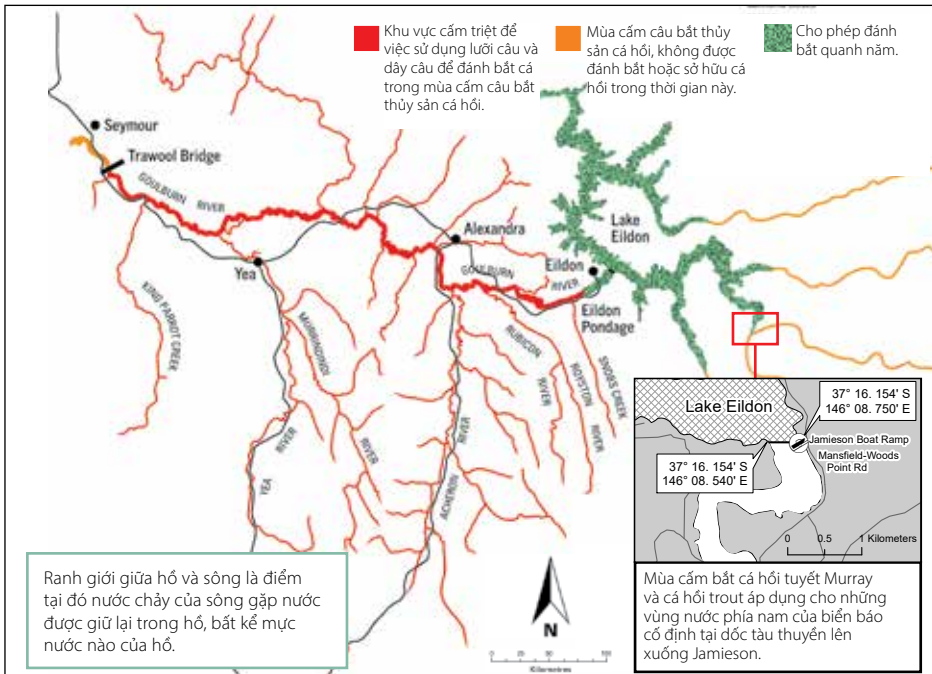 Khu vực cấm triệt để
việc sử dụng lưỡi câu và
dây câu để đánh bắt cá
trong mùa cấm câu bắt
thủy sản cá hồi.
Mùa cấm câu bắt thủy
sản cá hồi, không được
đánh bắt hoặc sở hữu cá
hồi trong thời gian này.
Cho phép đánh
bắt quanh năm.
Seymour
Trawool Bridge
GOULBURN RIVER
Yea
KING PARROT CREEK
MURRINDINDI
RIVER
YEA
RIVER
ACHERON
RIVER
Alexandra
GOULBURN
RIVER
Eildon
Lake
Eildon
Eildon
Pondage
RUBICON
RIVER
ROYSTON
RIVER
SNOBS CREEK
Lake Eildon
37° 16. 154' S
146° 08. 750' E
Jamieson Boat Ramp
Mansfield-Woods
Point Rd
37° 16. 154' S
146° 08. 540' E
0 0.5 1 Kilometers
Mùa cấm bắt cá hồi tuyết Murray
và cá hồi trout áp dụng cho những
vùng nước phía nam của biển báo
cố định tại dốc tàu thuyền lên
xuống Jamieson.
Ranh giới giữa hồ và sông là điểm
tại đó nước chảy của sông gặp nước
được giữ lại trong hồ, bất kể mực
nước nào của hồ.
N
Kilometres